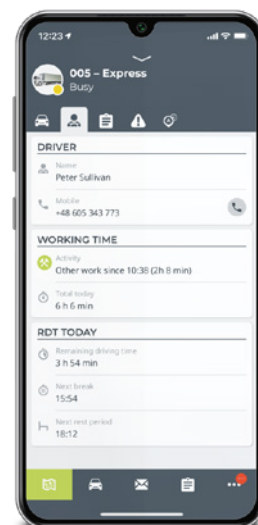 12:23
005 – Express
Busy
DRIVER
Name
Peter Sullivan
Mobile
+48 605 343 773
WORKING TIME
Activity
Other work since 10:38 (2h 8 min)
Total today
6 h 6 min
RDT TODAY
Remaining driving time
3 h 54 min
Next break
15:54
Next rest period
18:12